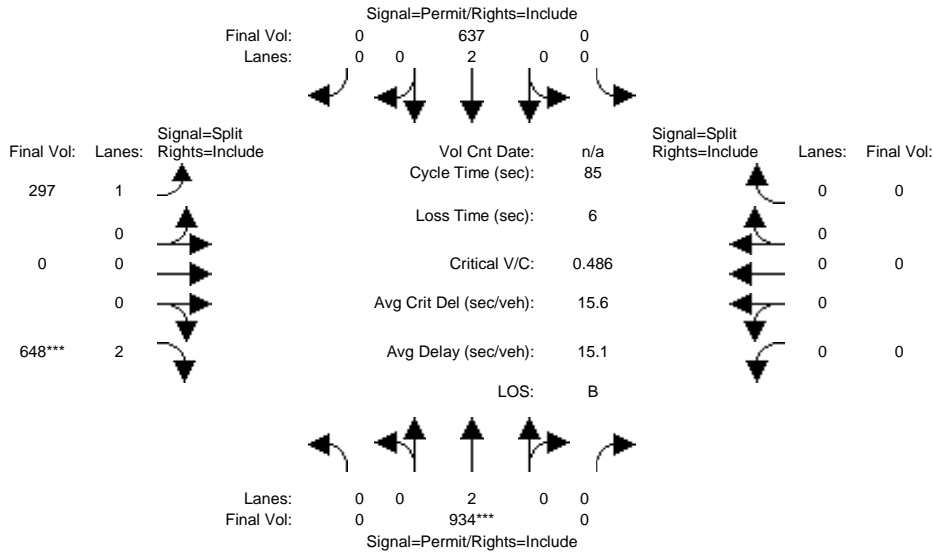 Signal=Permit/Rights=Include
Final Vol: 0 637 0
Lanes: 0 0 2 0 0
Signal=Split Signal=Split
Final Vol: Lanes: Rights=Include Vol Cnt Date: n/a Rights=Include Lanes: Final Vol:
297 1 Cycle Time (sec): 85 0 0
Loss Time (sec): 6
0 0
0 0 Critical V/C: 0.486 0 0
0 Avg Crit Del (sec/veh): 15.6 0
648*** 2 Avg Delay (sec/veh): 15.1 0 0
LOS: B
Lanes: 0 0 2 0 0
Final Vol: 0 934*** 0
Signal=Permit/Rights=Include